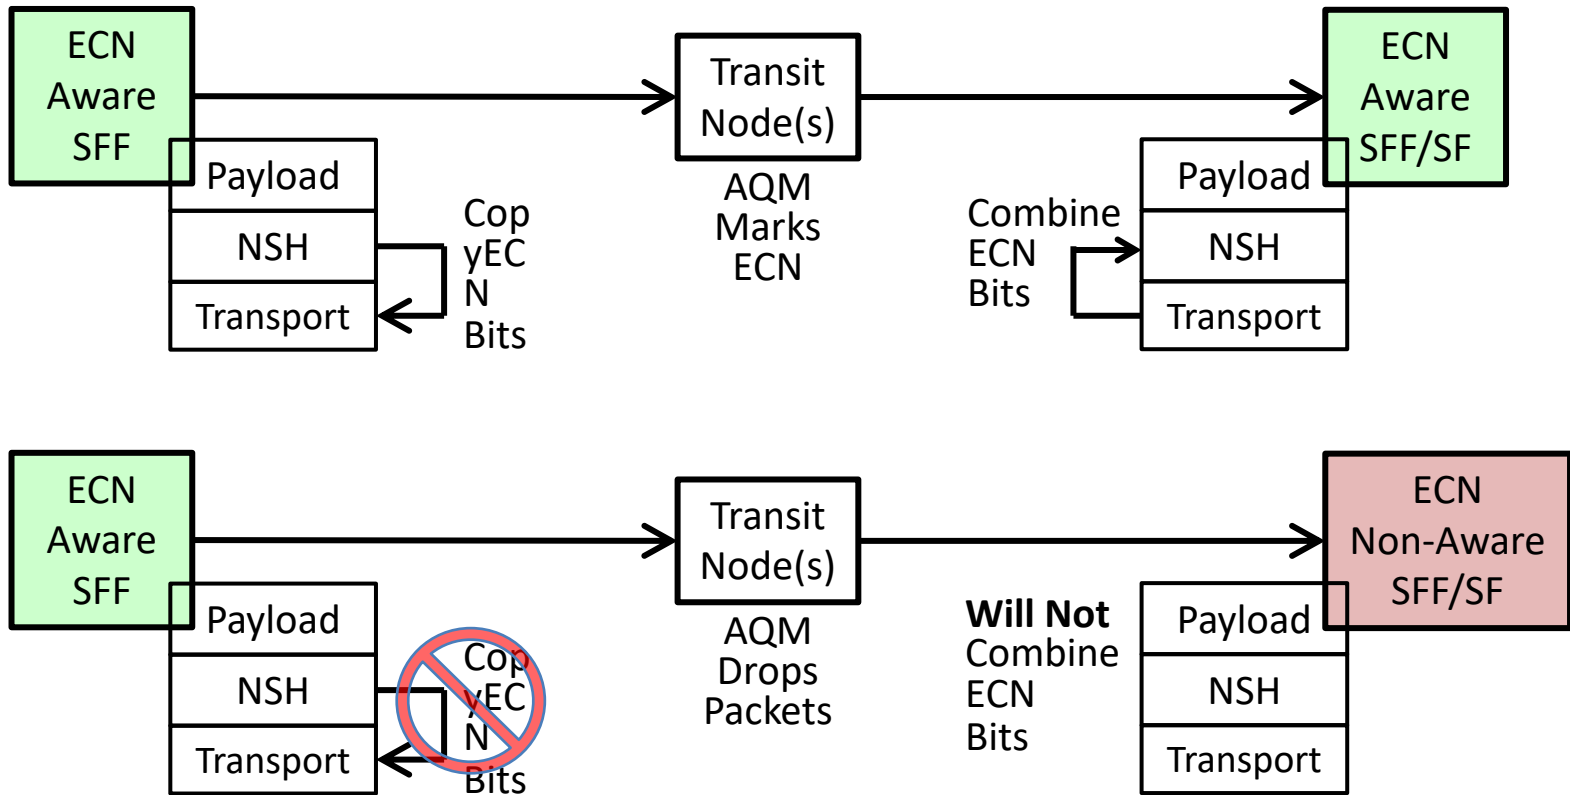 ECN
Aware
SFF
Transit
Node(s)
ECN
Aware
SFF/SF
Payload
NSH
Transport
Cop
yEC
N
Bits
AQM
Marks
ECN
Combine
ECN
Bits
Payload
NSH
Transport
ECN
Aware
SFF
Transit
Node(s)
ECN
Non-Aware
SFF/SF
Payload
NSH
Transport
Cop
yEC
N
Bits
AQM
Drops
Packets
Will Not
Combine
ECN
Bits
Payload
NSH
Transport